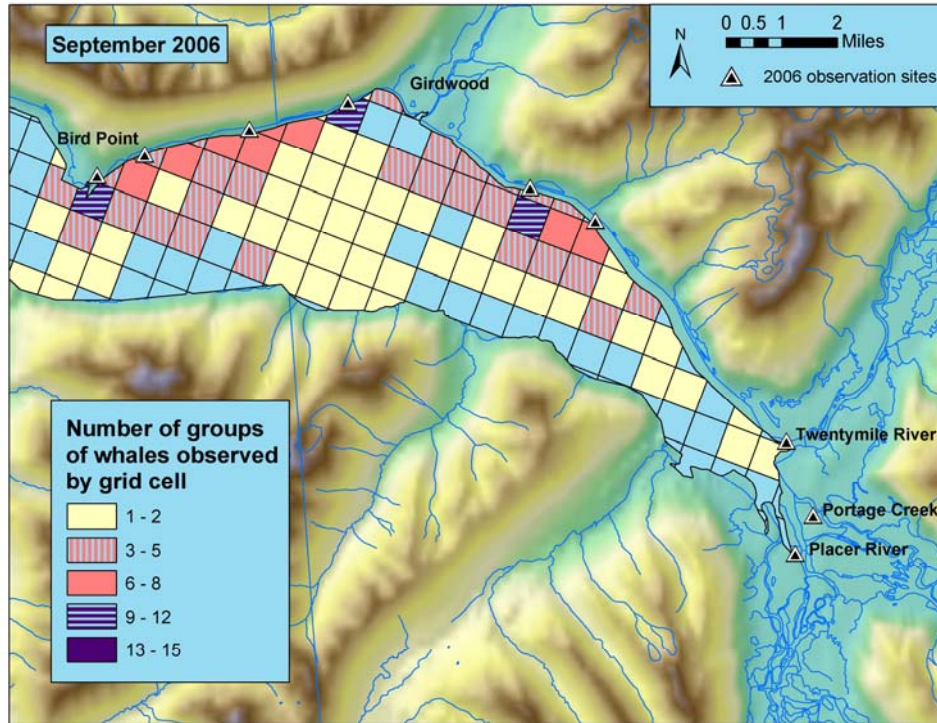 September 2006
N
0 0.5 1 2
Miles
2006 observation sites
Girdwood
Bird Point
Number of groups
of whales observed
by grid cell
1 - 2
3 - 5
6 - 8
9 - 12
13 - 15
Twentymile River
Portage Creek
Placer River